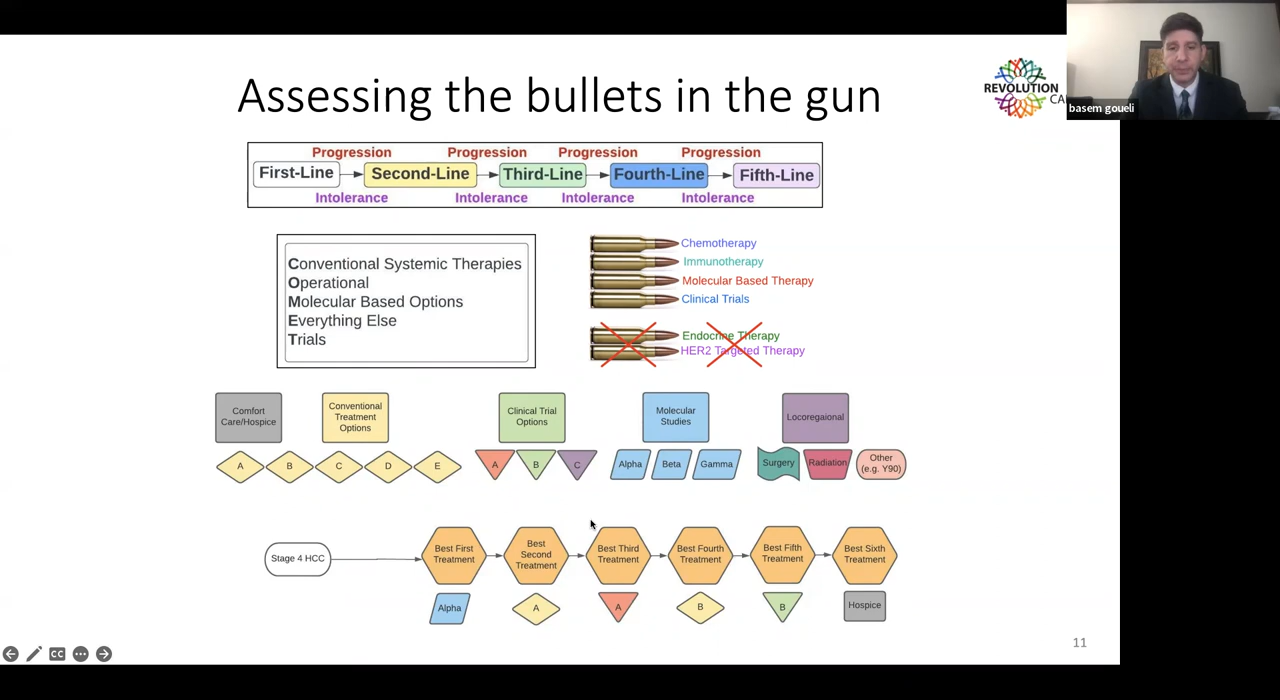 Assessing the bullets in the gun
REVOLUTION
CA
basem goueli
Progression Progression Progression Progression
First-Line Second-Line Third-Line Fourth-Line Fifth-Line
Intolerance Intolerance Intolerance Intolerance
Conventional Systemic Therapies
Operational
Molecular Based Options
Everything Else
Trials
Chemotherapy
Immunotherapy
Molecular Based Therapy
Clinical Trials
Endocrine Therapy
HER2 Targeted Therapy
Comfort
Care/Hospice
Conventional
Treatment
Options
Clinical Trial
Options
Molecular
Studies
Locoregaional
A B C D E
A B C
Alpha Beta Gamma
Surgery Radiation
Other
(e.g. Y90)
Stage 4 HCC
Best First
Treatment
Best
Second
Treatment
Best Third
Treatment
Best Fourth
Treatment
Best Fifth
Treatment
Best Sixth
Treatment
Alpha A A B B Hospice
11
CC